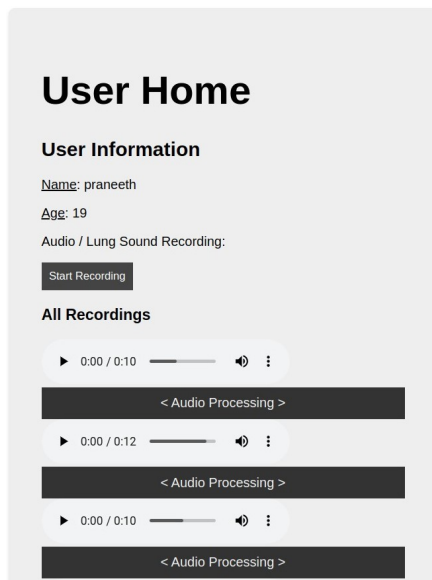 User Home
User Information
Name: praneeth
Age: 19
Audio / Lung Sound Recording:
Start Recording
All Recordings
0:00 / 0:10
< Audio Processing >
0:00 / 0:12
< Audio Processing >
0:00 / 0:10
< Audio Processing >